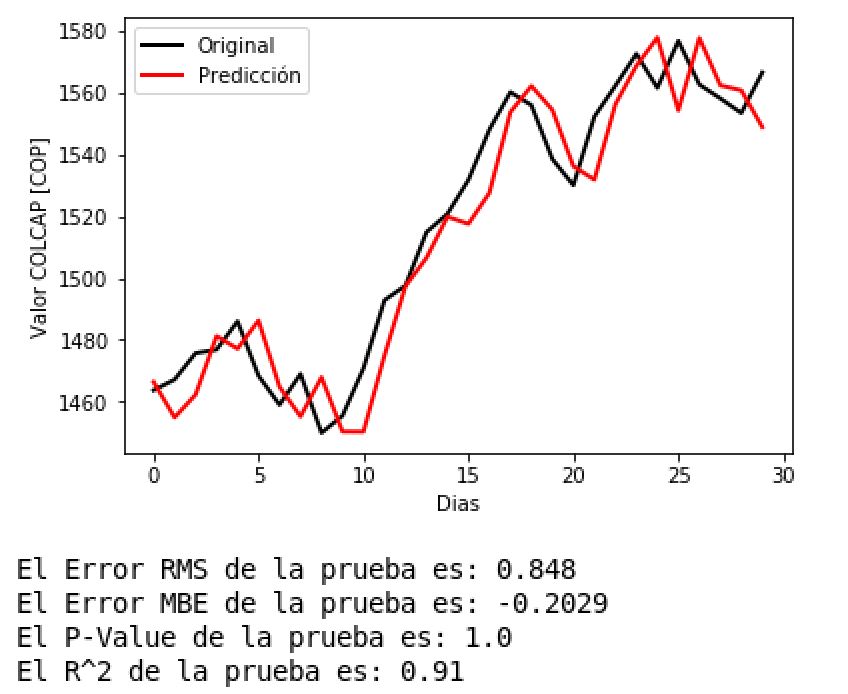 Original
Predicción
Valor COLCAP [COP]
1580
1560
1540
1520
1500
1480
1460
0 5 10 15 20 25 30
Dias
El Error RMS de la prueba es: 0.848
El Error MBE de la prueba es: -0.2029
El P-Value de la prueba es: 1.0
El R^2 de la prueba es: 0.91